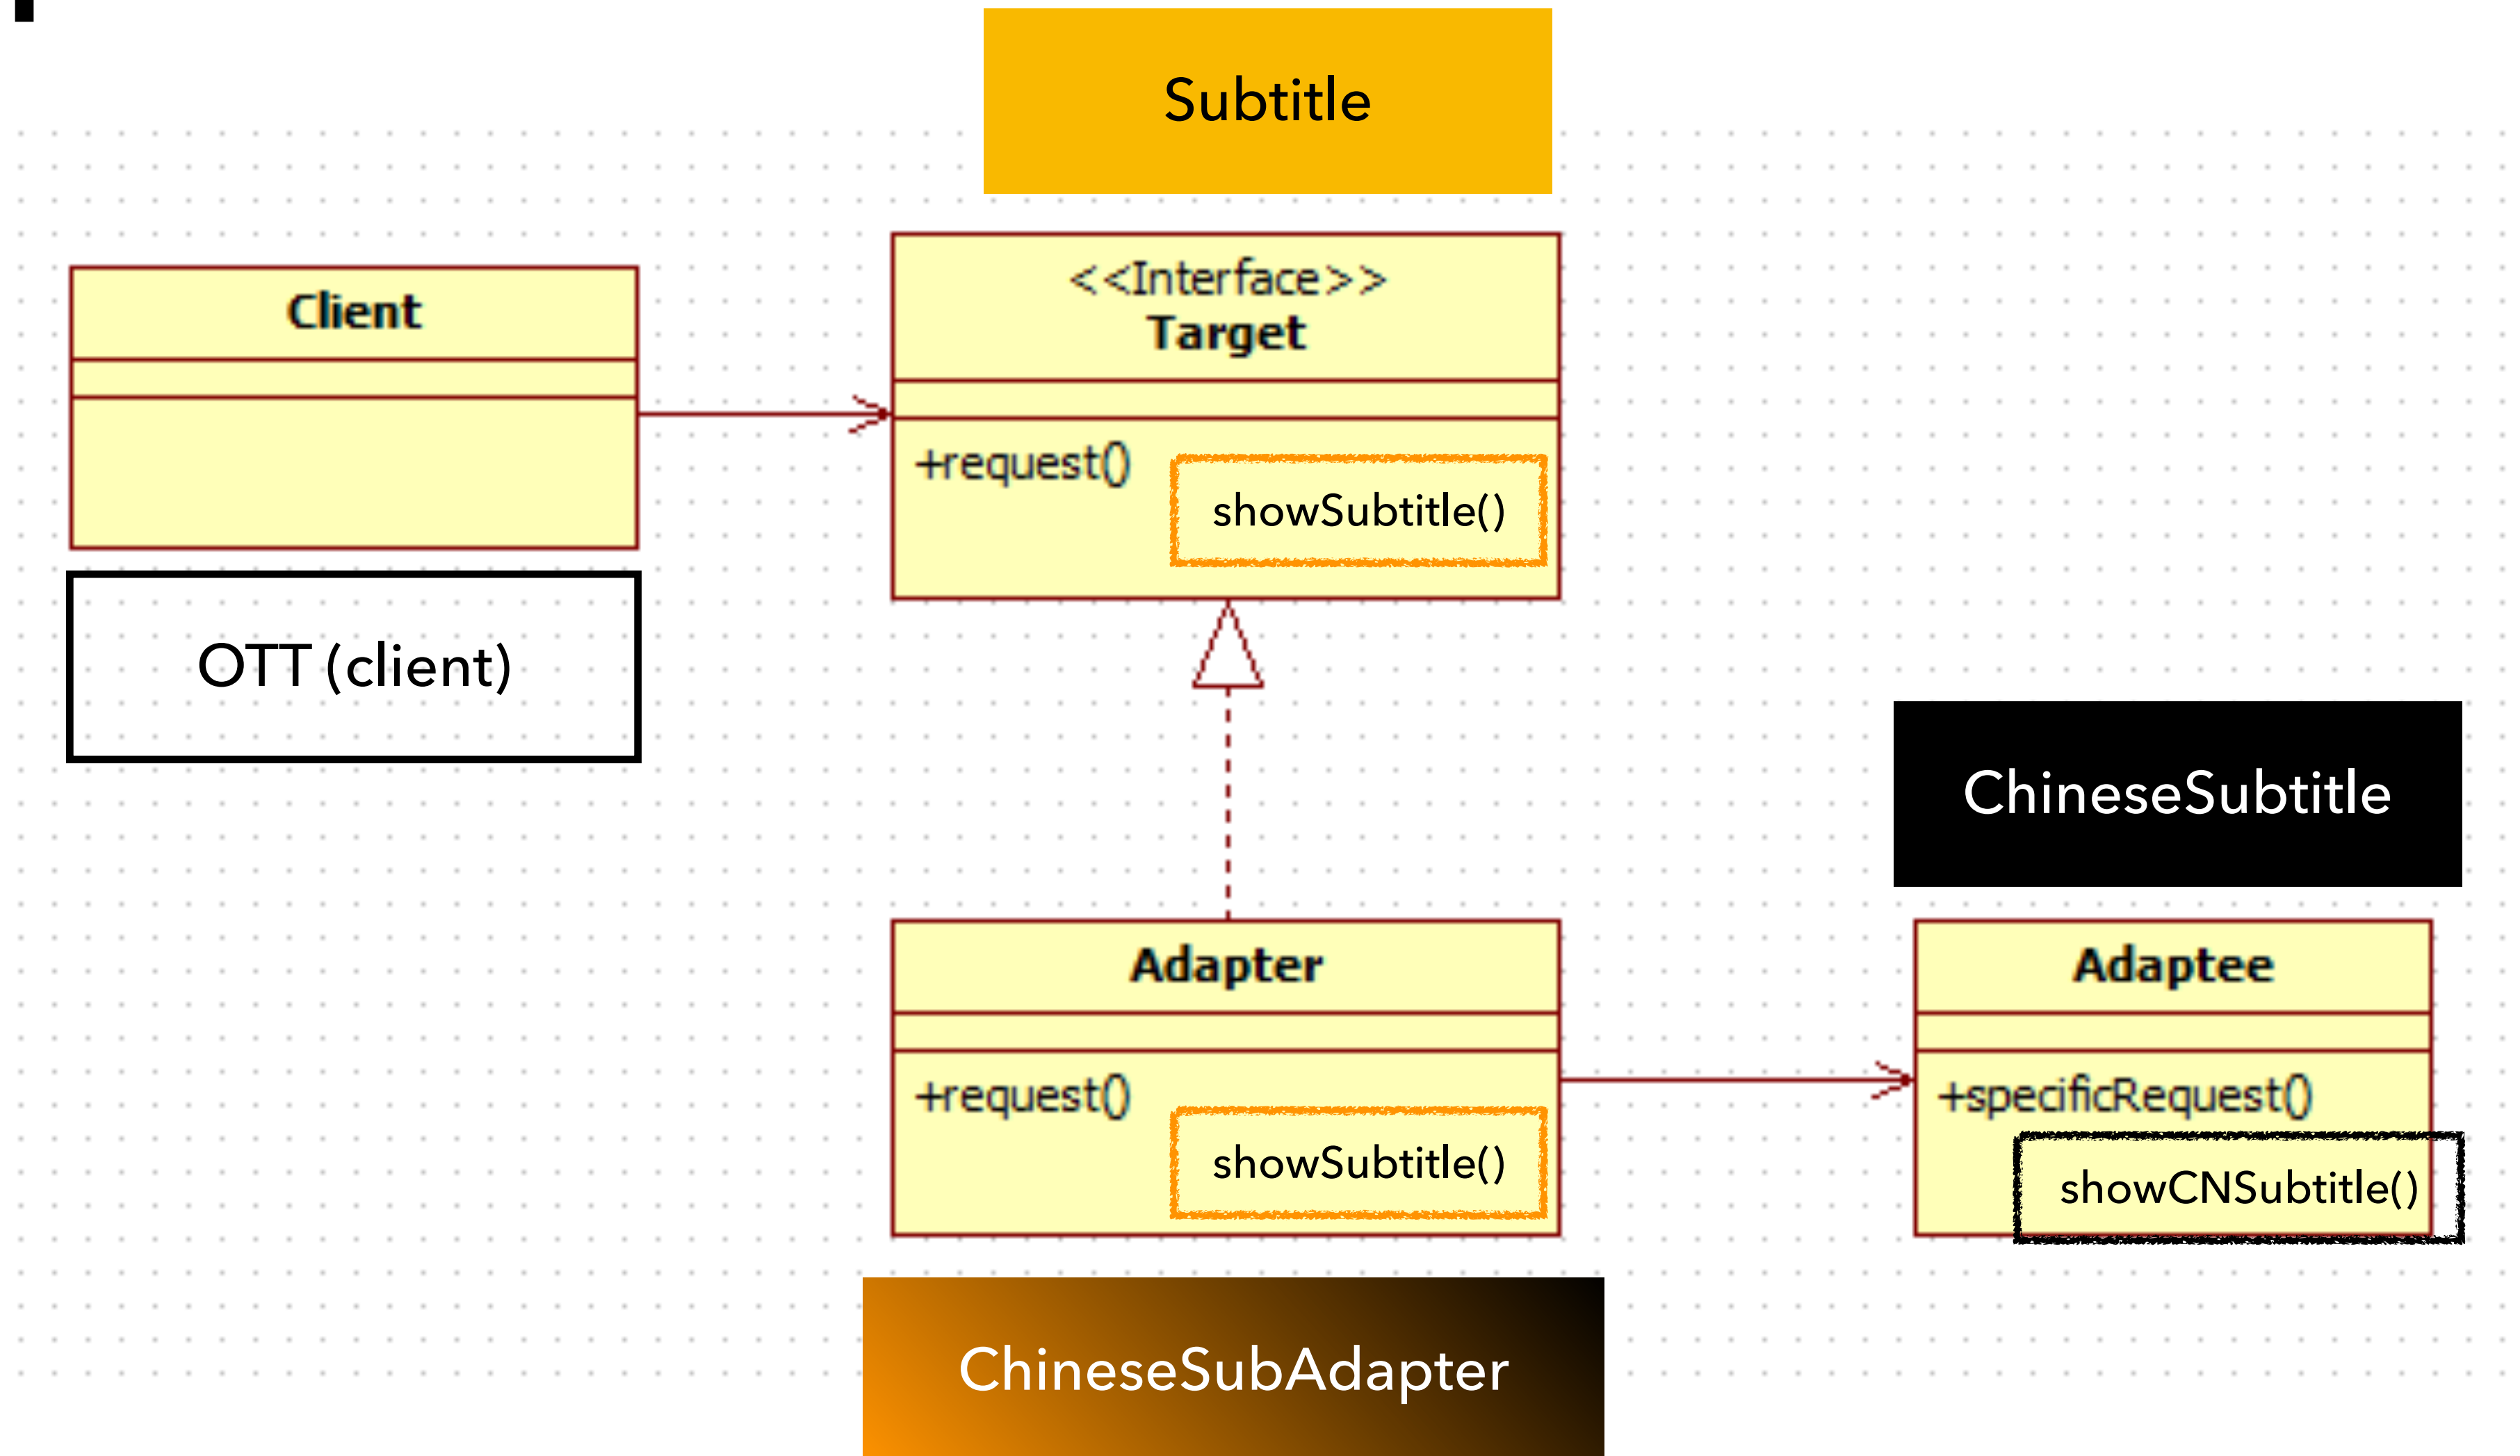 Subtitle
<<Interface>>
Target
Client
+request()
showSubtitle()
OTT (client)
ChineseSubtitle
Adapter
Adaptee
+request()
+specificRequest()
showSubtitle()
showCNSubtitle()
ChineseSubAdapter